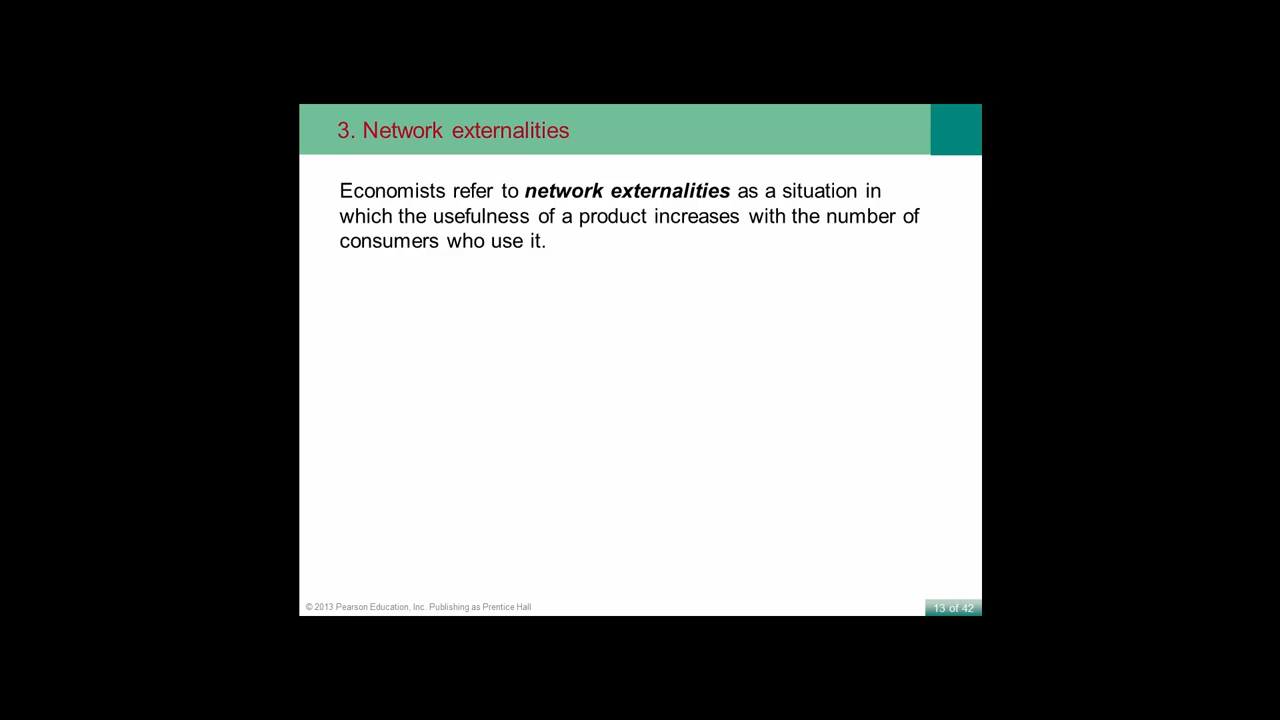 3. Network externalities
Economists refer to network externalities as a situation in
which the usefulness of a product increases with the number of
consumers who use it.
© 2013 Pearson Education, Inc. Publishing as Prentice Hall
13 of 42